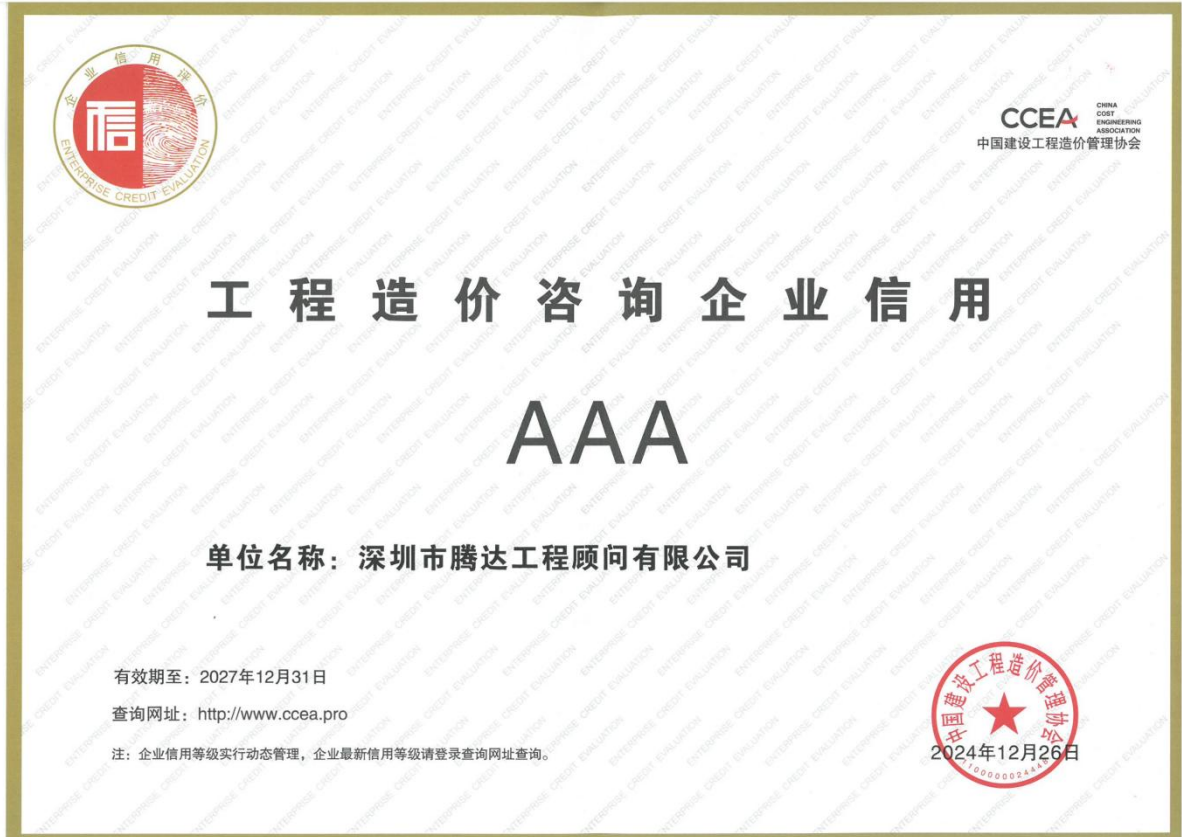 企业信用评价
信
ENTERPRISE CREDIT EVALUATION
CCEA
CHINA
COST
ENGINEERING
ASSOCIATION
中国建设工程造价管理协会
工程造价咨询企业信用
AAA
单位名称：深圳市腾达工程顾问有限公司
有效期至：2027年12月31日
查询网址：http://www.ccea.pro
注：企业信用等级实行动态管理，企业最新信用等级请登录查询网址查询。
中国建设工程造价管理协会
2024年12月26日